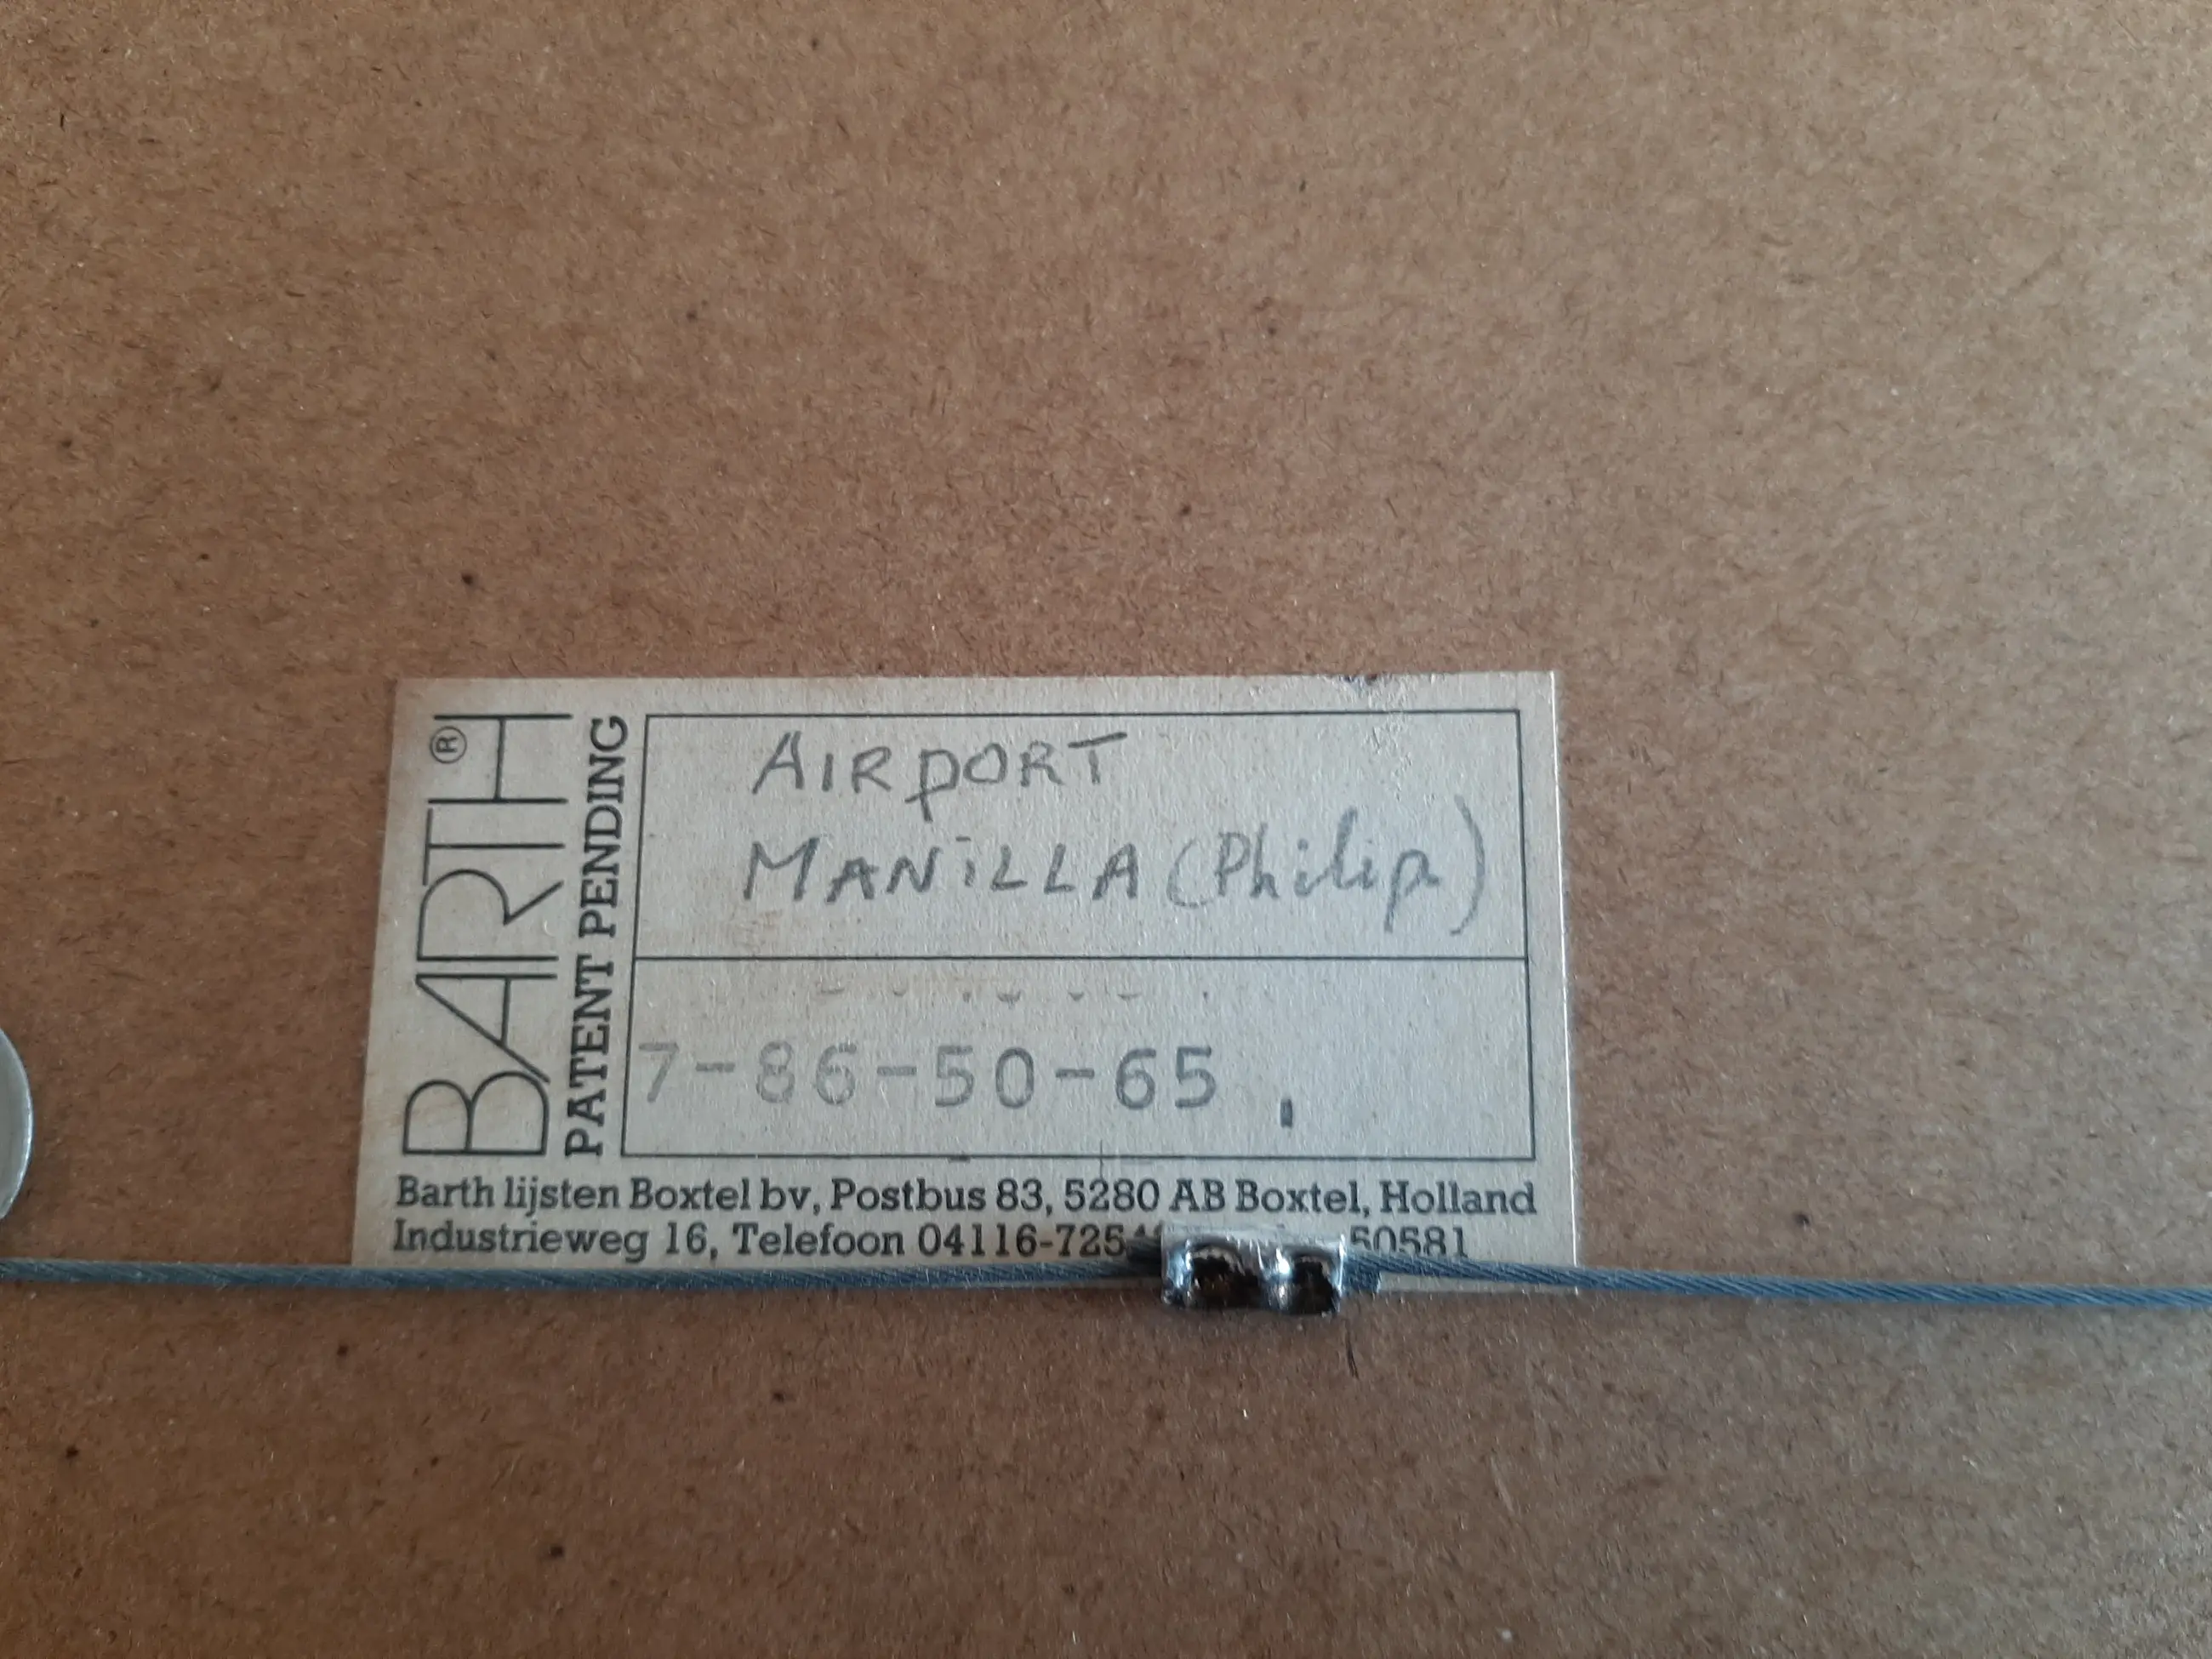 BARTH®
PATENT PENDING
AIRPORT
MANILLA (Philip)
7-86-50-65
Barth lijsten Boxtel bv, Postbus 83, 5280 AB Boxtel, Holland
Industrieweg 16, Telefoon 04116-725 50581